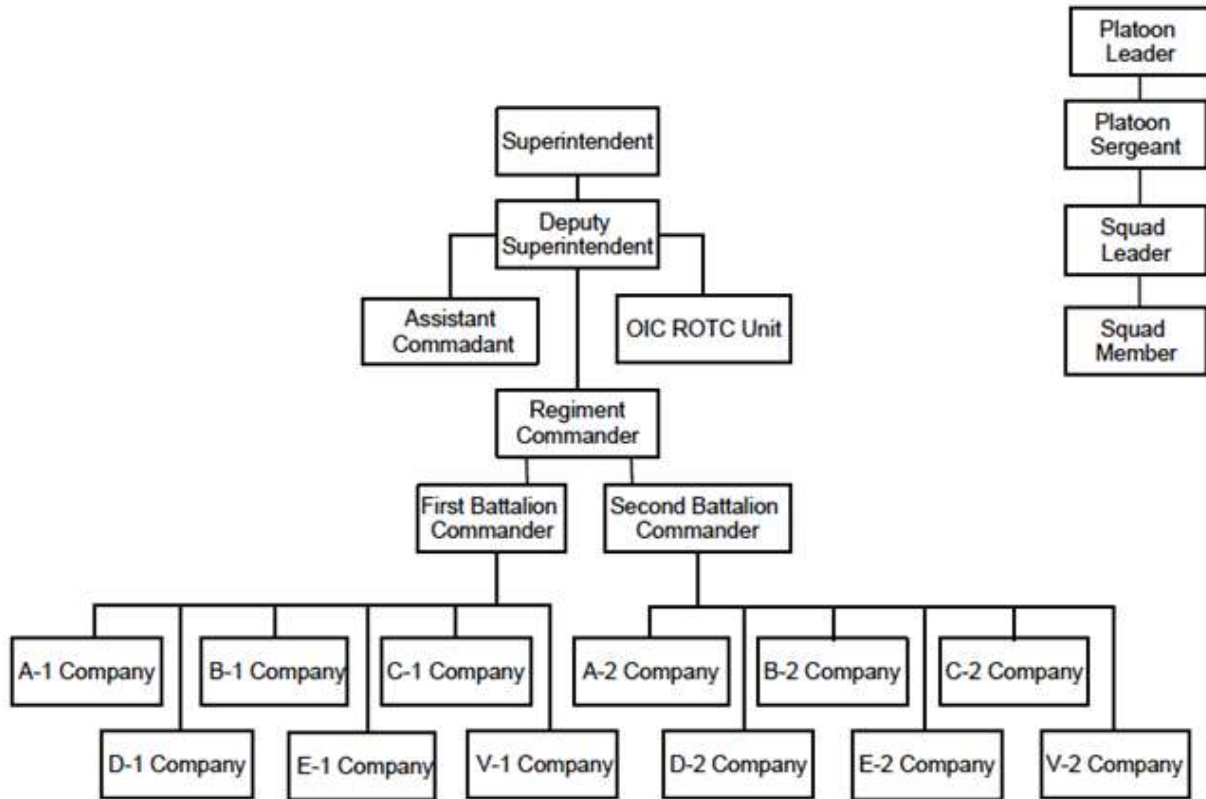 Platoon
Leader
Superintendent
Platoon
Sergeant
Deputy
Superintendent
Squad
Leader
Assistant
Commadant
OIC ROTC Unit
Squad
Member
Regiment
Commander
First Battalion
Commander
Second Battalion
Commander
A-1 Company
B-1 Company
C-1 Company
A-2 Company
B-2 Company
C-2 Company
D-1 Company
E-1 Company
V-1 Company
D-2 Company
E-2 Company
V-2 Company